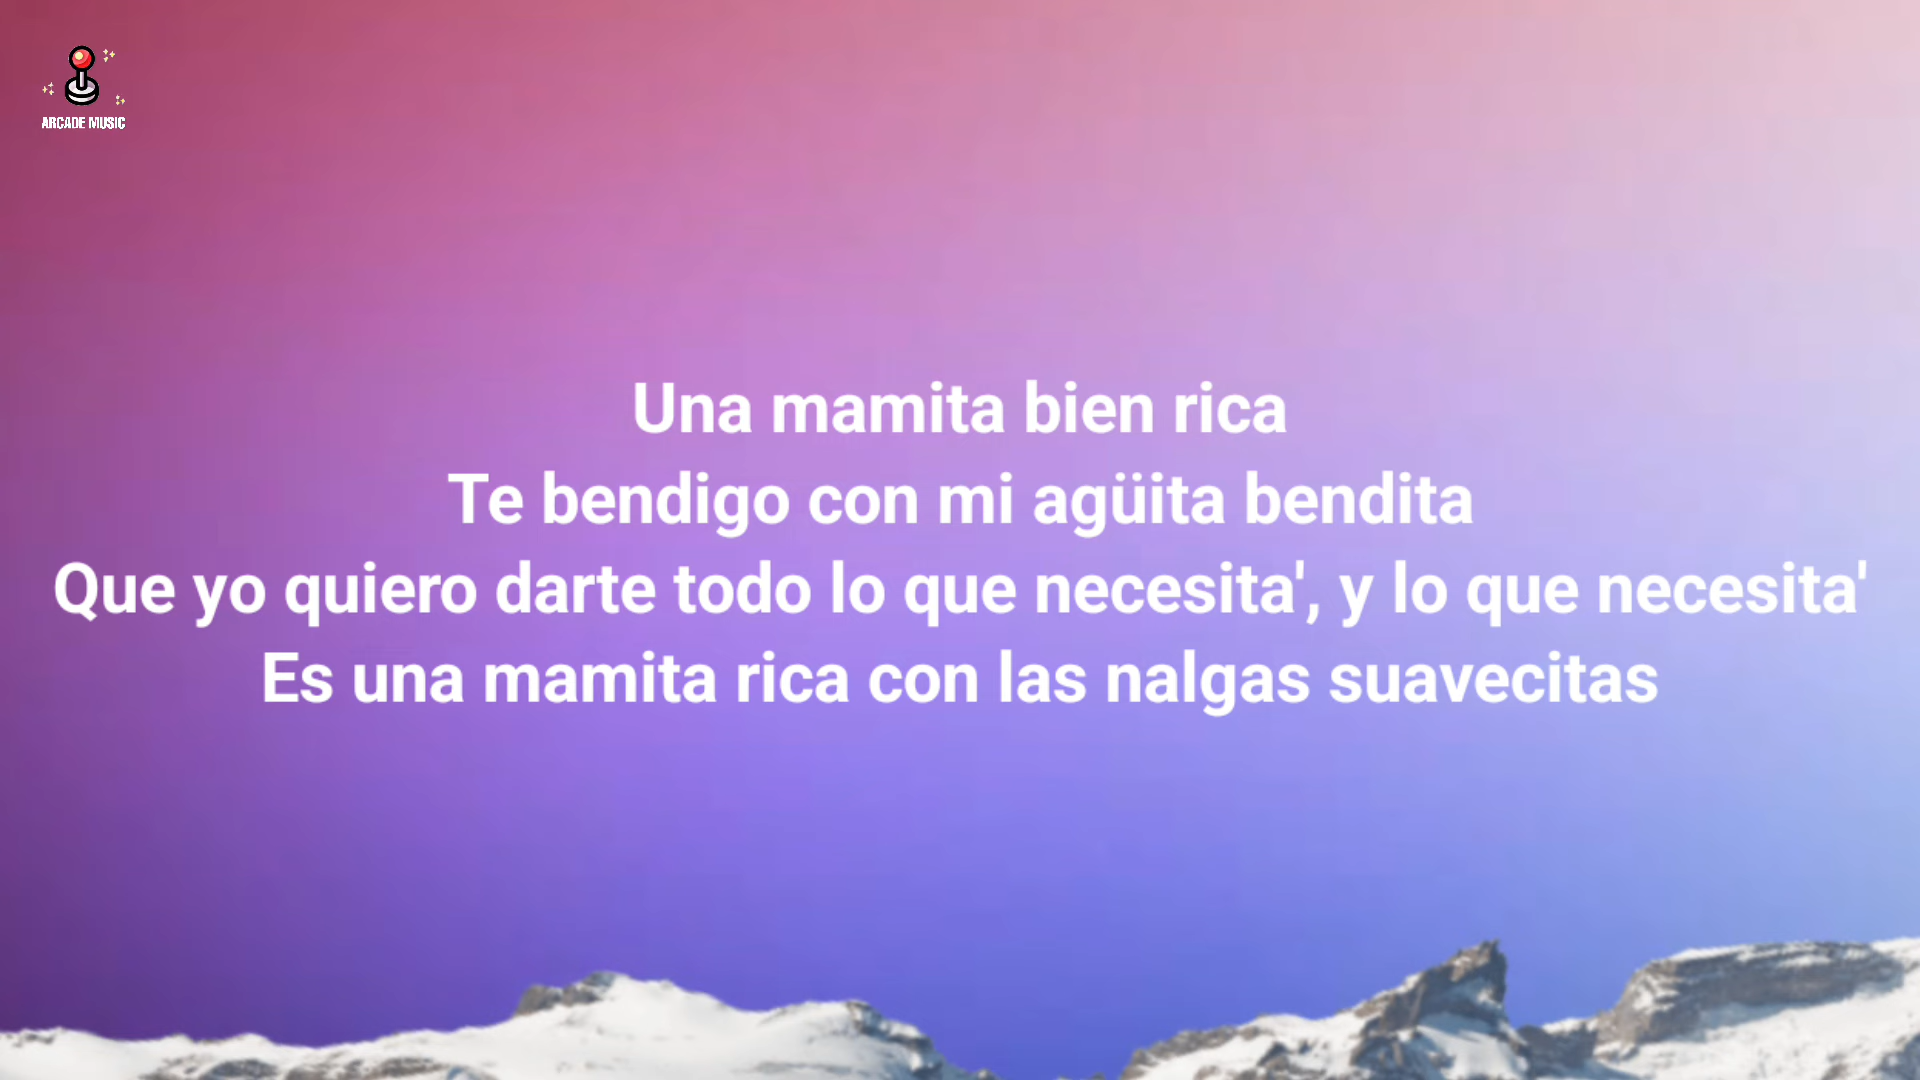 ARCADE MUSIC
Una mamita bien rica
Te bendigo con mi agüita bendita
Que yo quiero darte todo lo que necesita', y lo que necesita'
Es una mamita rica con las nalgas suavecitas